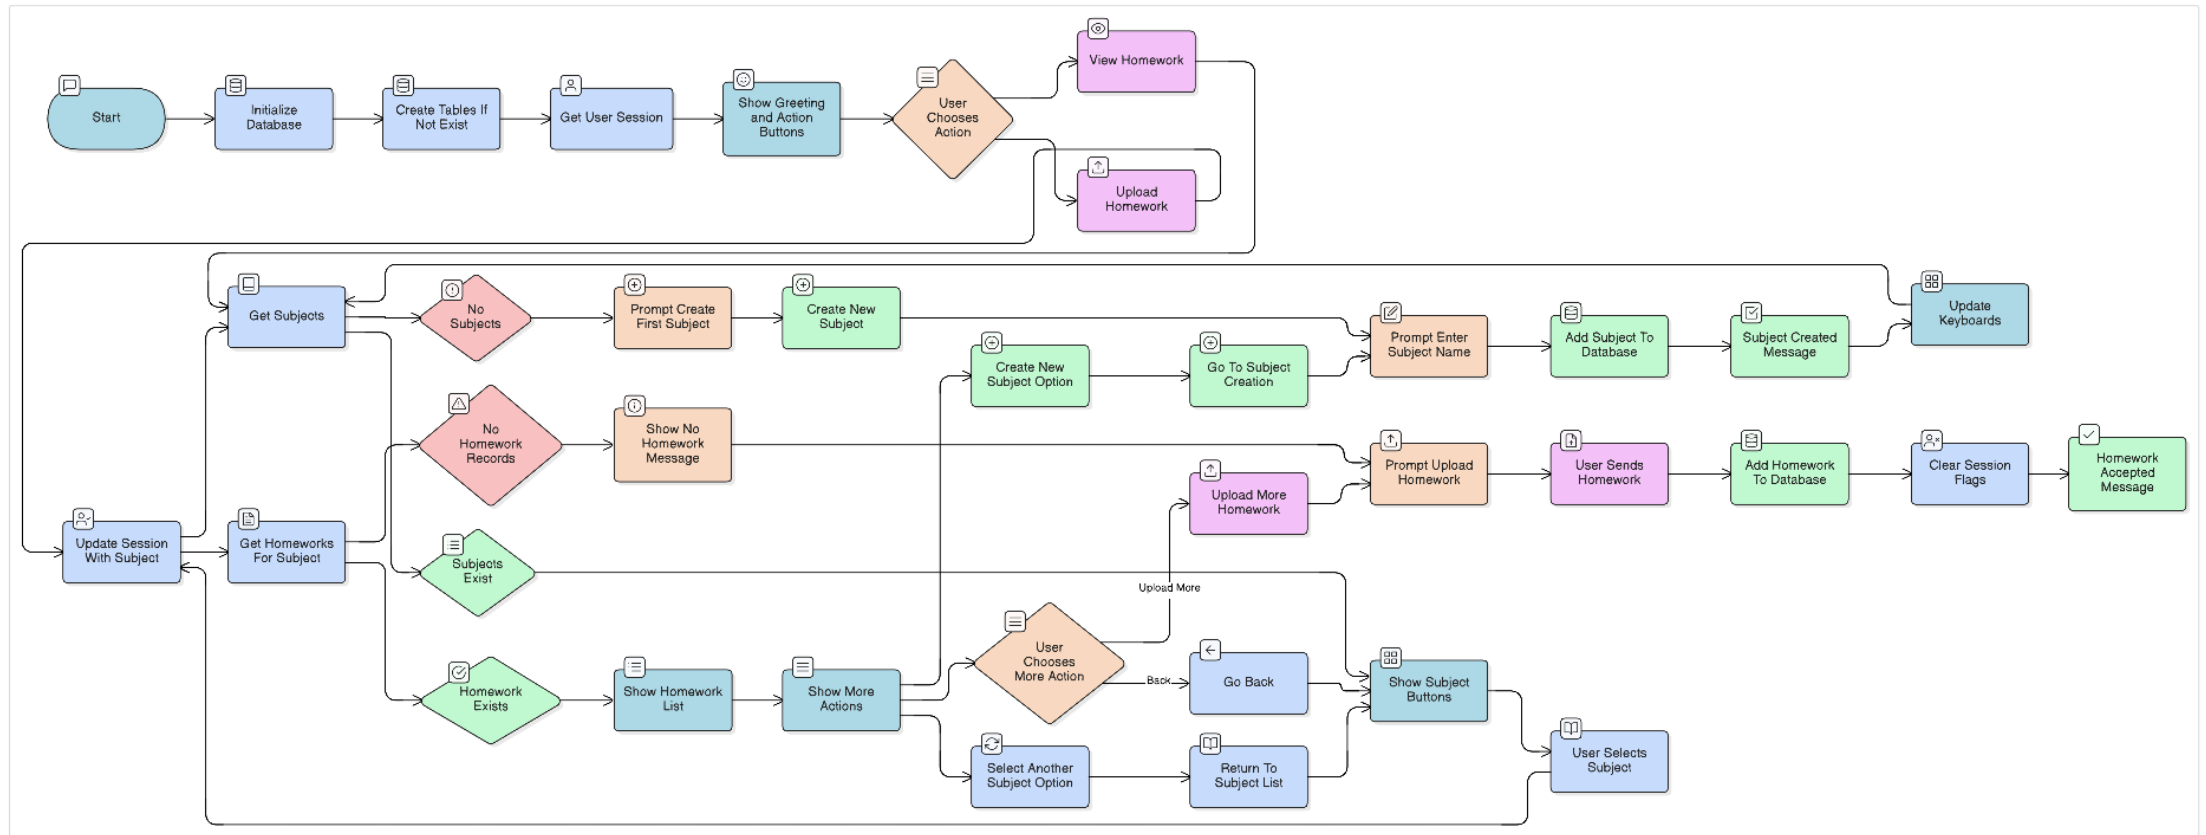 View Homework
Start
Initialize
Database
Create Tables If
Not Exist
Get User Session
Show Greeting
and Action
Buttons
User
Chooses
Action
Upload
Homework
Get Subjects
No
Subjects
Prompt Create
First Subject
Create New
Subject
Prompt Enter
Subject Name
Add Subject To
Database
Subject Created
Message
Update
Keyboards
Create New
Subject Option
Go To Subject
Creation
No
Homework
Records
Show No
Homework
Message
Prompt Upload
Homework
User Sends
Homework
Add Homework
To Database
Clear Session
Flags
Homework
Accepted
Message
Upload More
Homework
Update Session
With Subject
Get Homeworks
For Subject
Subjects
Exist
Upload More
User
Chooses
More Action
Back
Go Back
Homework
Exists
Show Homework
List
Show More
Actions
Show Subject
Buttons
Select Another
Subject Option
Return To
Subject List
User Selects
Subject